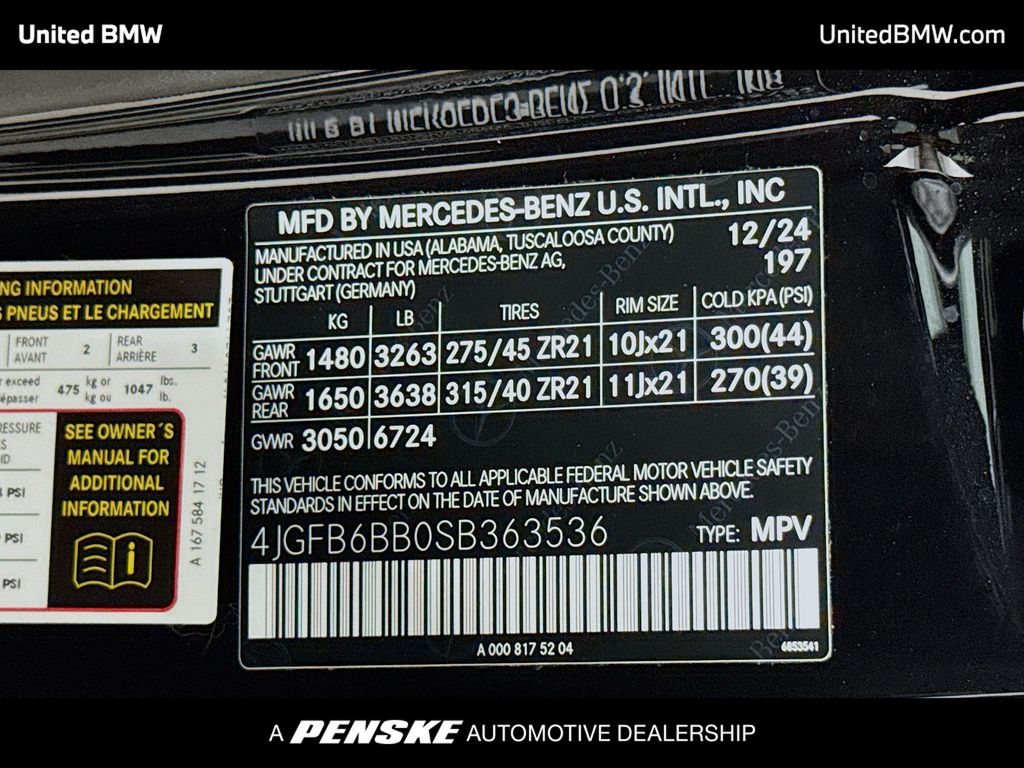 United BMW
UnitedBMW.com
MFD BY MERCEDES-BENZ U.S. INTL., INC
MANUFACTURED IN USA (ALABAMA, TUSCALOOSA COUNTY) 12/24
UNDER CONTRACT FOR MERCEDES-BENZ AG, 197
STUTTGART (GERMANY)
KG LB TIRES RIM SIZE COLD KPA (PSI)
GAWR FRONT 1480 3263 275/45 ZR21 10Jx21 300(44)
GAWR REAR 1650 3638 315/40 ZR21 11Jx21 270(39)
GVWR 3050 6724
THIS VEHICLE CONFORMS TO ALL APPLICABLE FEDERAL MOTOR VEHICLE SAFETY
STANDARDS IN EFFECT ON THE DATE OF MANUFACTURE SHOWN ABOVE.
4JGFB6BB0SB363536 TYPE: MPV
A 000 817 52 04
6853541
INFORMATION
PNEUS ET LE CHARGEMENT
FRONT AVANT 2 REAR ARRIÈRE 3
exceed 475 kg or 1047 lbs.
kg ou lb.
SEE OWNER´S
MANUAL FOR
ADDITIONAL
INFORMATION
PSI
PSI
PSI
A 167 584 17 12
A PENSKE AUTOMOTIVE DEALERSHIP